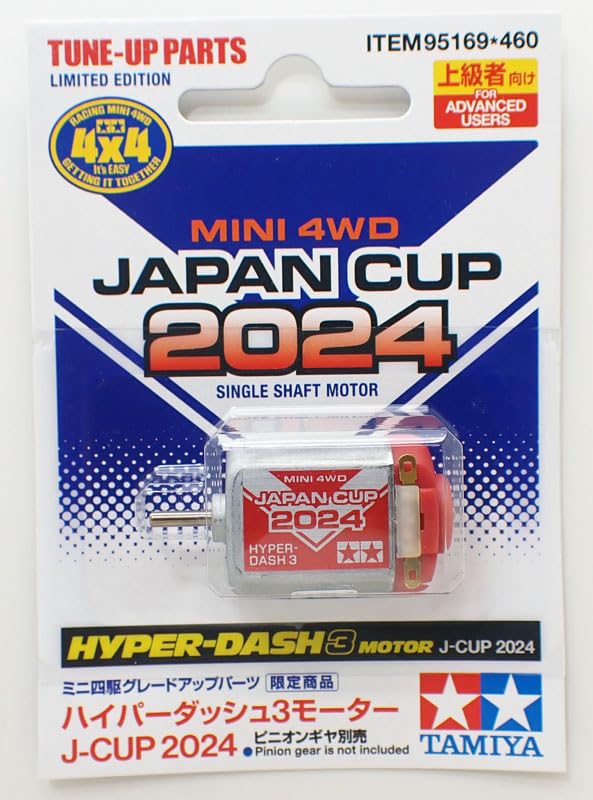 TUNE-UP PARTS
LIMITED EDITION
ITEM95169*460
上級者向け
FOR
ADVANCED
USERS
RACING MINI 4WD
4x4
It's EASY
GETTING IT TOGETHER
MINI 4WD
JAPAN CUP
2024
SINGLE SHAFT MOTOR
MINI 4WD
JAPAN CUP
2024
HYPER-
DASH 3
HYPER-DASH3 MOTOR J-CUP 2024
ミニ四駆グレードアップパーツ 限定商品
ハイパーダッシュ3モーター
J-CUP 2024
ピニオンギヤ別売
●Pinion gear is not included
TAMIYA